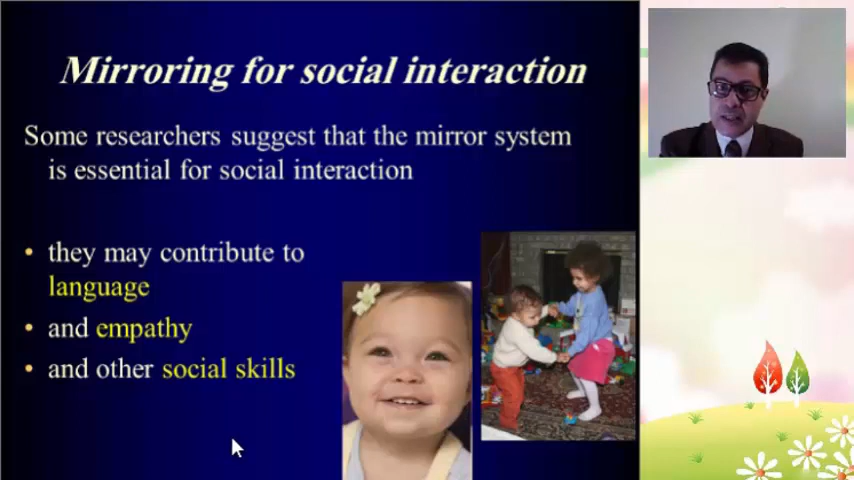 Mirroring for social interaction
Some researchers suggest that the mirror system
is essential for social interaction
• they may contribute to
language
• and empathy
• and other social skills